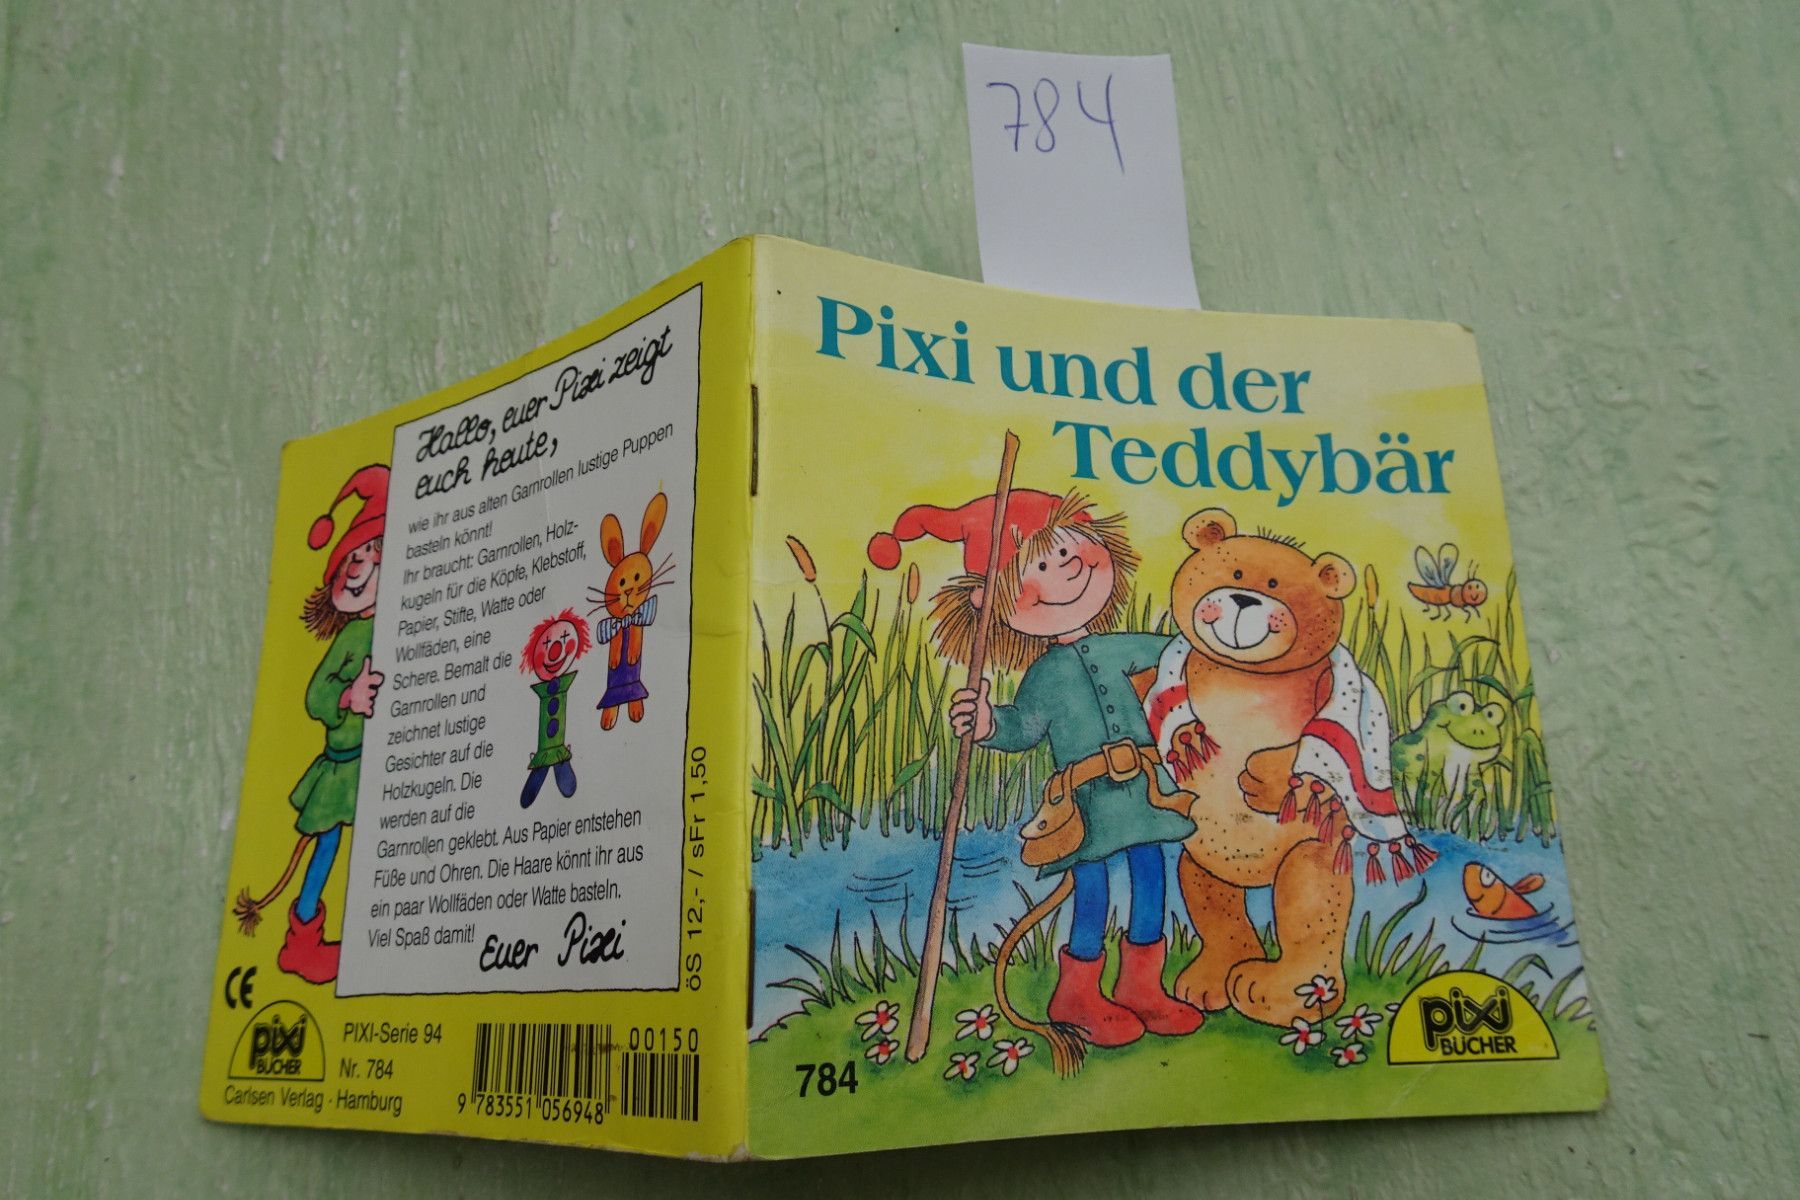 784
Hallo, euer Pixi zeigt
euch heute,
wie ihr aus alten Garnrollen lustige Puppen
basteln könnt!
Ihr braucht: Garnrollen, Holz-
kugeln für die Köpfe, Klebstoff,
Papier, Stifte, Watte oder
Wollfäden, eine
Schere. Bemalt die
Garnrollen und
zeichnet lustige
Gesichter auf die
Holzkugeln. Die
werden auf die
Garnrollen geklebt. Aus Papier entstehen
Füße und Ohren. Die Haare könnt ihr aus
ein paar Wollfäden oder Watte basteln.
Viel Spaß damit!
Euer Pixi
öS 12,- / sFr 1,50
CE
pixi
BÜCHER
PIXI-Serie 94
Nr. 784
Carlsen Verlag · Hamburg
00150
9 783551 056948
Pixi und der
Teddybär
784
pixi
BÜCHER